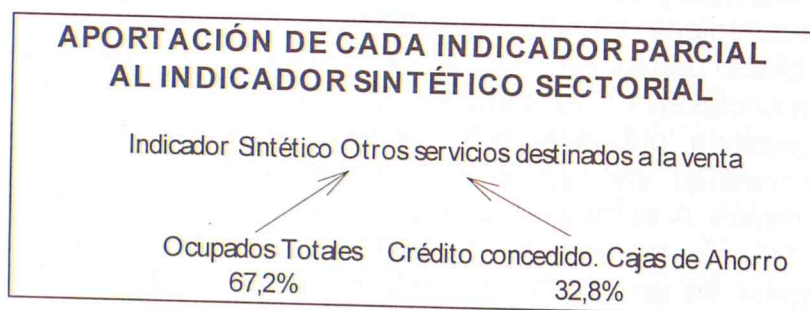 APORTACIÓN DE CADA INDICADOR PARCIAL
AL INDICADOR SINTÉTICO SECTORIAL
Indicador Sintético Otros servicios destinados a la venta
Ocupados Totales Crédito concedido. Cajas de Ahorro
67,2% 32,8%